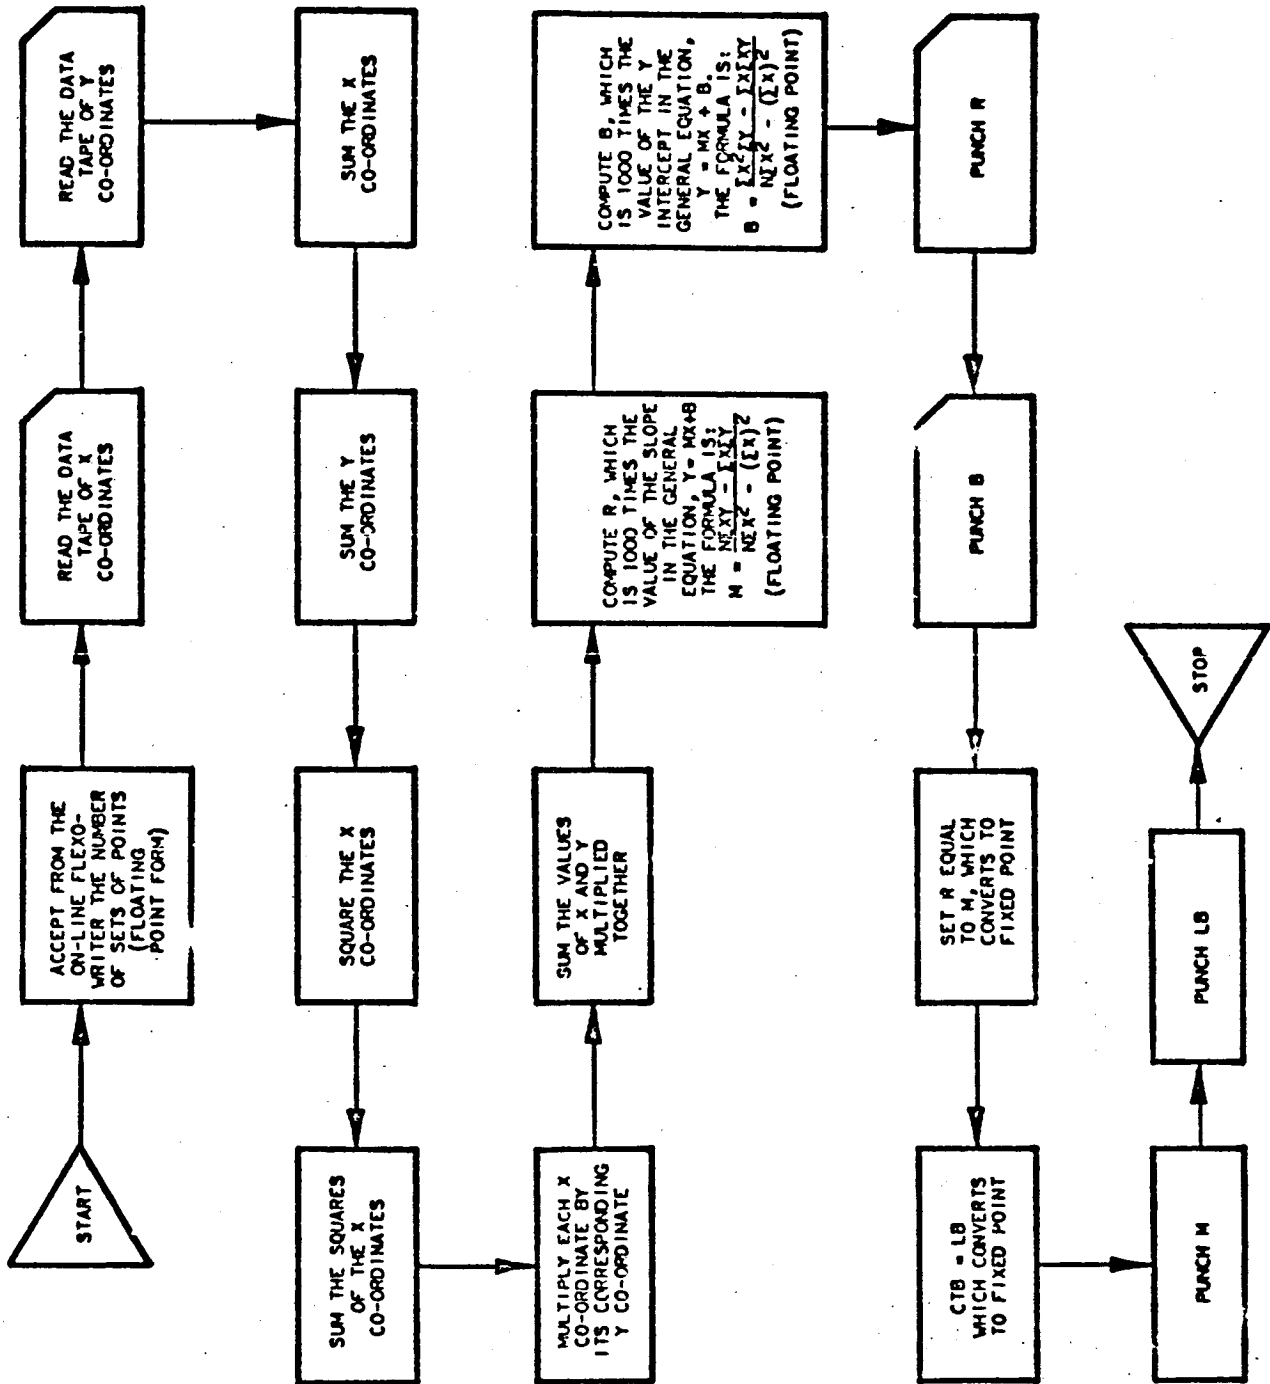 START
ACCEPT FROM THE
ON-LINE FLEXO-
WRITER THE NUMBER
OF SETS OF POINTS
(FLOATING
POINT FORM)
READ THE DATA
TAPE OF X
CO-ORDINATES
READ THE DATA
TAPE OF Y
CO-ORDINATES
SUM THE X
CO-ORDINATES
SUM THE Y
CO-ORDINATES
SQUARE THE X
CO-ORDINATES
SUM THE SQUARES
OF THE X
CO-ORDINATES
MULTIPLY EACH X
CO-ORDINATE BY
ITS CORRESPONDING
Y CO-ORDINATE
SUM THE VALUES
OF X AND Y
MULTIPLIED
TOGETHER
COMPUTE R, WHICH
IS 1000 TIMES THE
VALUE OF THE SLOPE
IN THE GENERAL
EQUATION, Y= MX+B
THE FORMULA IS:
M = NΣXY - ΣXΣY
NΣX² - (ΣX)²
(FLOATING POINT)
COMPUTE B, WHICH
IS 1000 TIMES THE
VALUE OF THE Y
INTERCEPT IN THE
GENERAL EQUATION,
Y = MX + B.
THE FORMULA IS:
B = ΣX²ΣY - ΣXΣXY
NΣX² - (ΣX)²
(FLOATING POINT)
PUNCH R
PUNCH B
SET R EQUAL
TO M, WHICH
CONVERTS TO
FIXED POINT
CTB = LB
WHICH CONVERTS
TO FIXED POINT
PUNCH M
PUNCH LB
STOP